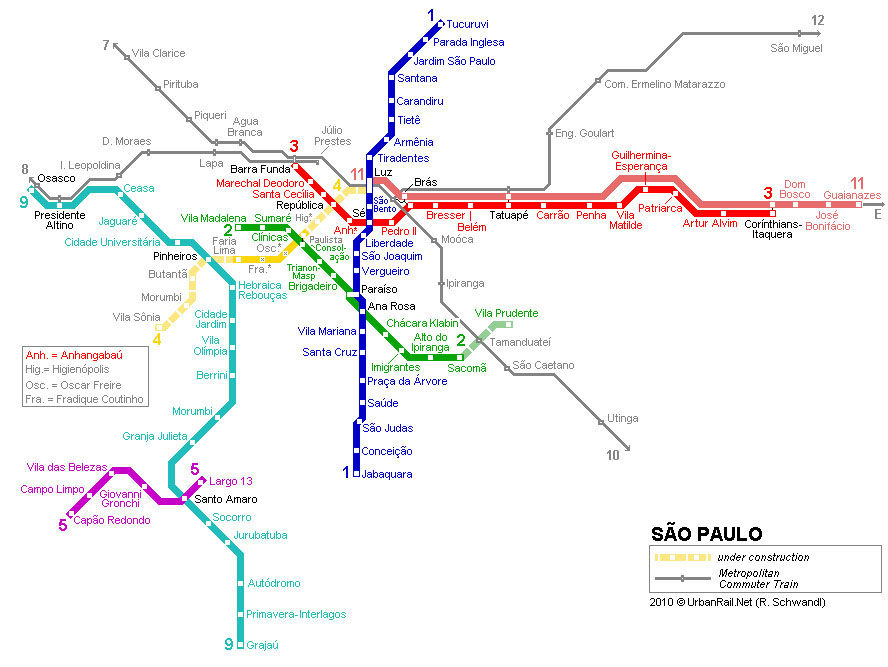 1
Tucuruvi
Parada Inglesa
Jardim São Paulo
Santana
Carandiru
Tietê
Armênia
Tiradentes
12
São Miguel
Com. Ermelino Matarazzo
Eng. Goulart
7
Vila Clarice
Pirituba
Piqueri
Agua
Branca
Júlio
Prestes
D. Moraes
Lapa
I. Leopoldina
8
Osasco
9
Presidente
Altino
3
Barra Funda
Marechal Deodoro*
Santa Cecília
República
4
11
Luz
São
Bento
Sé
Anh*
Pedro II
Brás
Bresser
Belém
Tatuapé
Carrão
Penha
Guilhermina-
Esperança
Vila
Matilde
Patriarca
Artur Alvim
3
Corínthians-
Itaquera
Dom
Bosco
José
Bonifácio
11
Guaianazes
E
Ceasa
Jaguaré
Cidade Universitária
Pinheiros
Vila Madalena
2
Sumaré
Clínicas
Hig*
Faria
Lima
Osc.*
Fra.*
Paulista
Consol-
ação
Trianon-
Masp
Brigadeiro
Butantã
Morumbi
Vila Sônia
4
Liberdade
São Joaquim
Vergueiro
Paraíso
Ana Rosa
Vila Mariana
Santa Cruz
Praça da Árvore
Saúde
São Judas
Conceição
1
Jabaquara
Chácara Klabin
Alto do
Ipiranga
Imigrantes
2
Sacomã
Vila Prudente
Moóca
Ipiranga
Tamanduateí
São Caetano
Utinga
10
Hebraica
Rebouças
Cidade
Jardim
Vila
Olímpia
Berrini
Morumbi
Granja Julieta
Anh. = Anhangabaú
Hig.= Higienópolis
Osc. = Oscar Freire
Fra. = Fradique Coutinho
Vila das Belezas
Campo Limpo
Giovanni
Gronchi
5
Capão Redondo
5
Largo 13
Santo Amaro
Socorro
Jurubatuba
Autódromo
Primavera-Interlagos
9
Grajaú
SÃO PAULO
under construction
Metropolitan
Commuter Train
2010 © UrbanRail.Net (R. Schwandl)